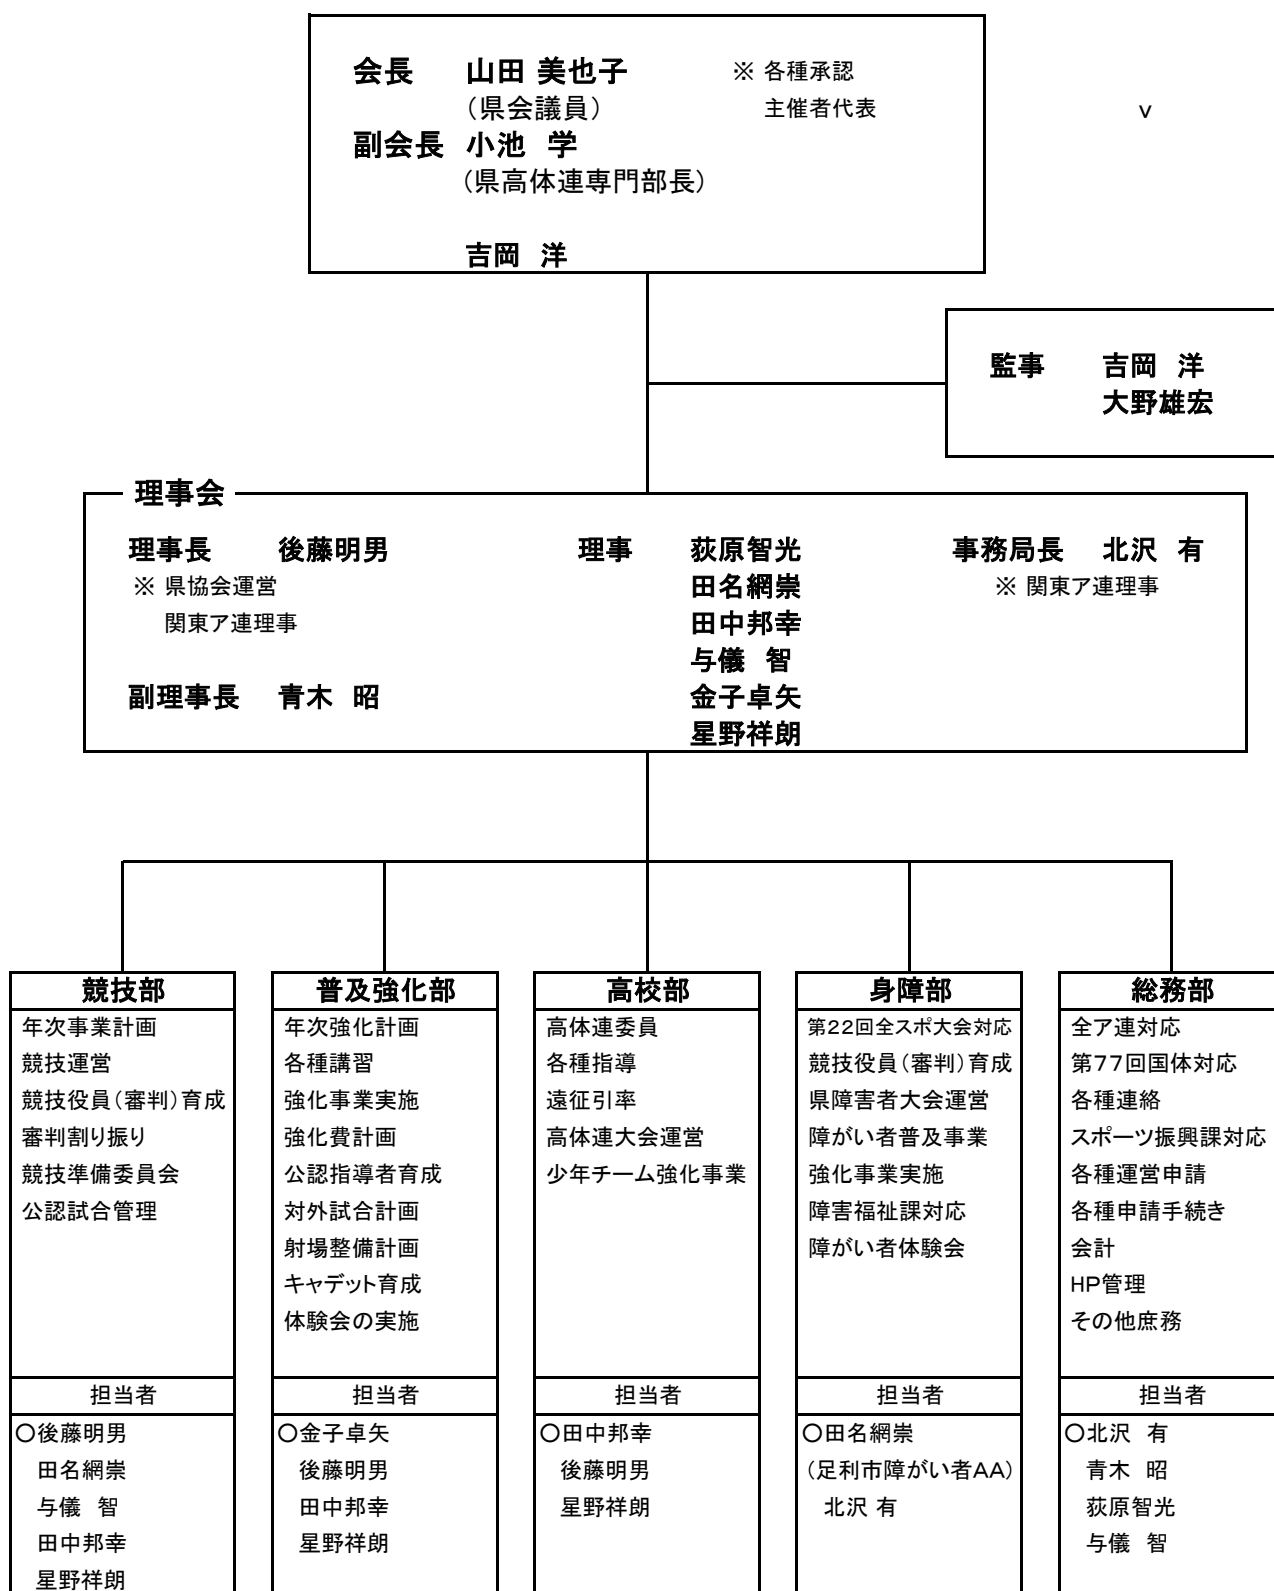 会長 山田 美也子 ※ 各種承認
（県会議員） 主催者代表 v
副会長 小池 学
（県高体連専門部長）
吉岡 洋
監事 吉岡 洋
大野雄宏
理事会
理事長 後藤明男 理事 荻原智光 事務局長 北沢 有
※ 県協会運営 田名網崇 ※ 関東ア連理事
関東ア連理事 田中邦幸
与儀 智
副理事長 青木 昭 金子卓矢
星野祥朗
競技部
年次事業計画
競技運営
競技役員（審判）育成
審判割り振り
競技準備委員会
公認試合管理
担当者
○後藤明男
田名網崇
与儀 智
田中邦幸
星野祥朗
普及強化部
年次強化計画
各種講習
強化事業実施
強化費計画
公認指導者育成
対外試合計画
射場整備計画
キャデット育成
体験会の実施
担当者
○金子卓矢
後藤明男
田中邦幸
星野祥朗
高校部
高体連委員
各種指導
遠征引率
高体連大会運営
少年チーム強化事業
担当者
○田中邦幸
後藤明男
星野祥朗
身障部
第22回全スポ大会対応
競技役員（審判）育成
県障害者大会運営
障がい者普及事業
強化事業実施
障害福祉課対応
障がい者体験会
担当者
○田名網崇
（足利市障がい者AA）
北沢 有
総務部
全ア連対応
第77回国体対応
各種連絡
スポーツ振興課対応
各種運営申請
各種申請手続き
会計
HP管理
その他庶務
担当者
○北沢 有
青木 昭
荻原智光
与儀 智